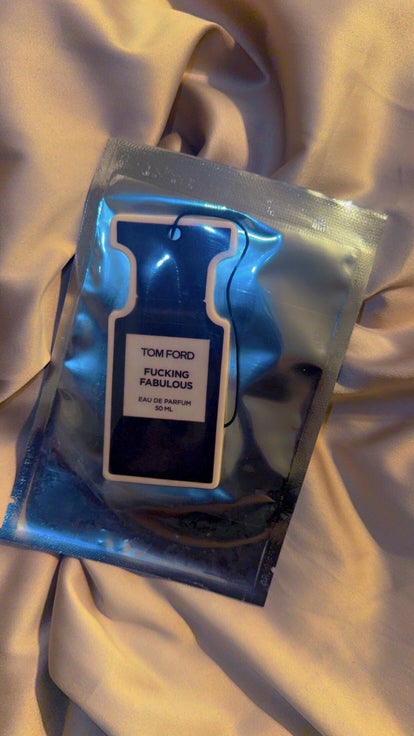 TOM FORD
FUCKING
FABULOUS
EAU DE PARFUM
50 ML